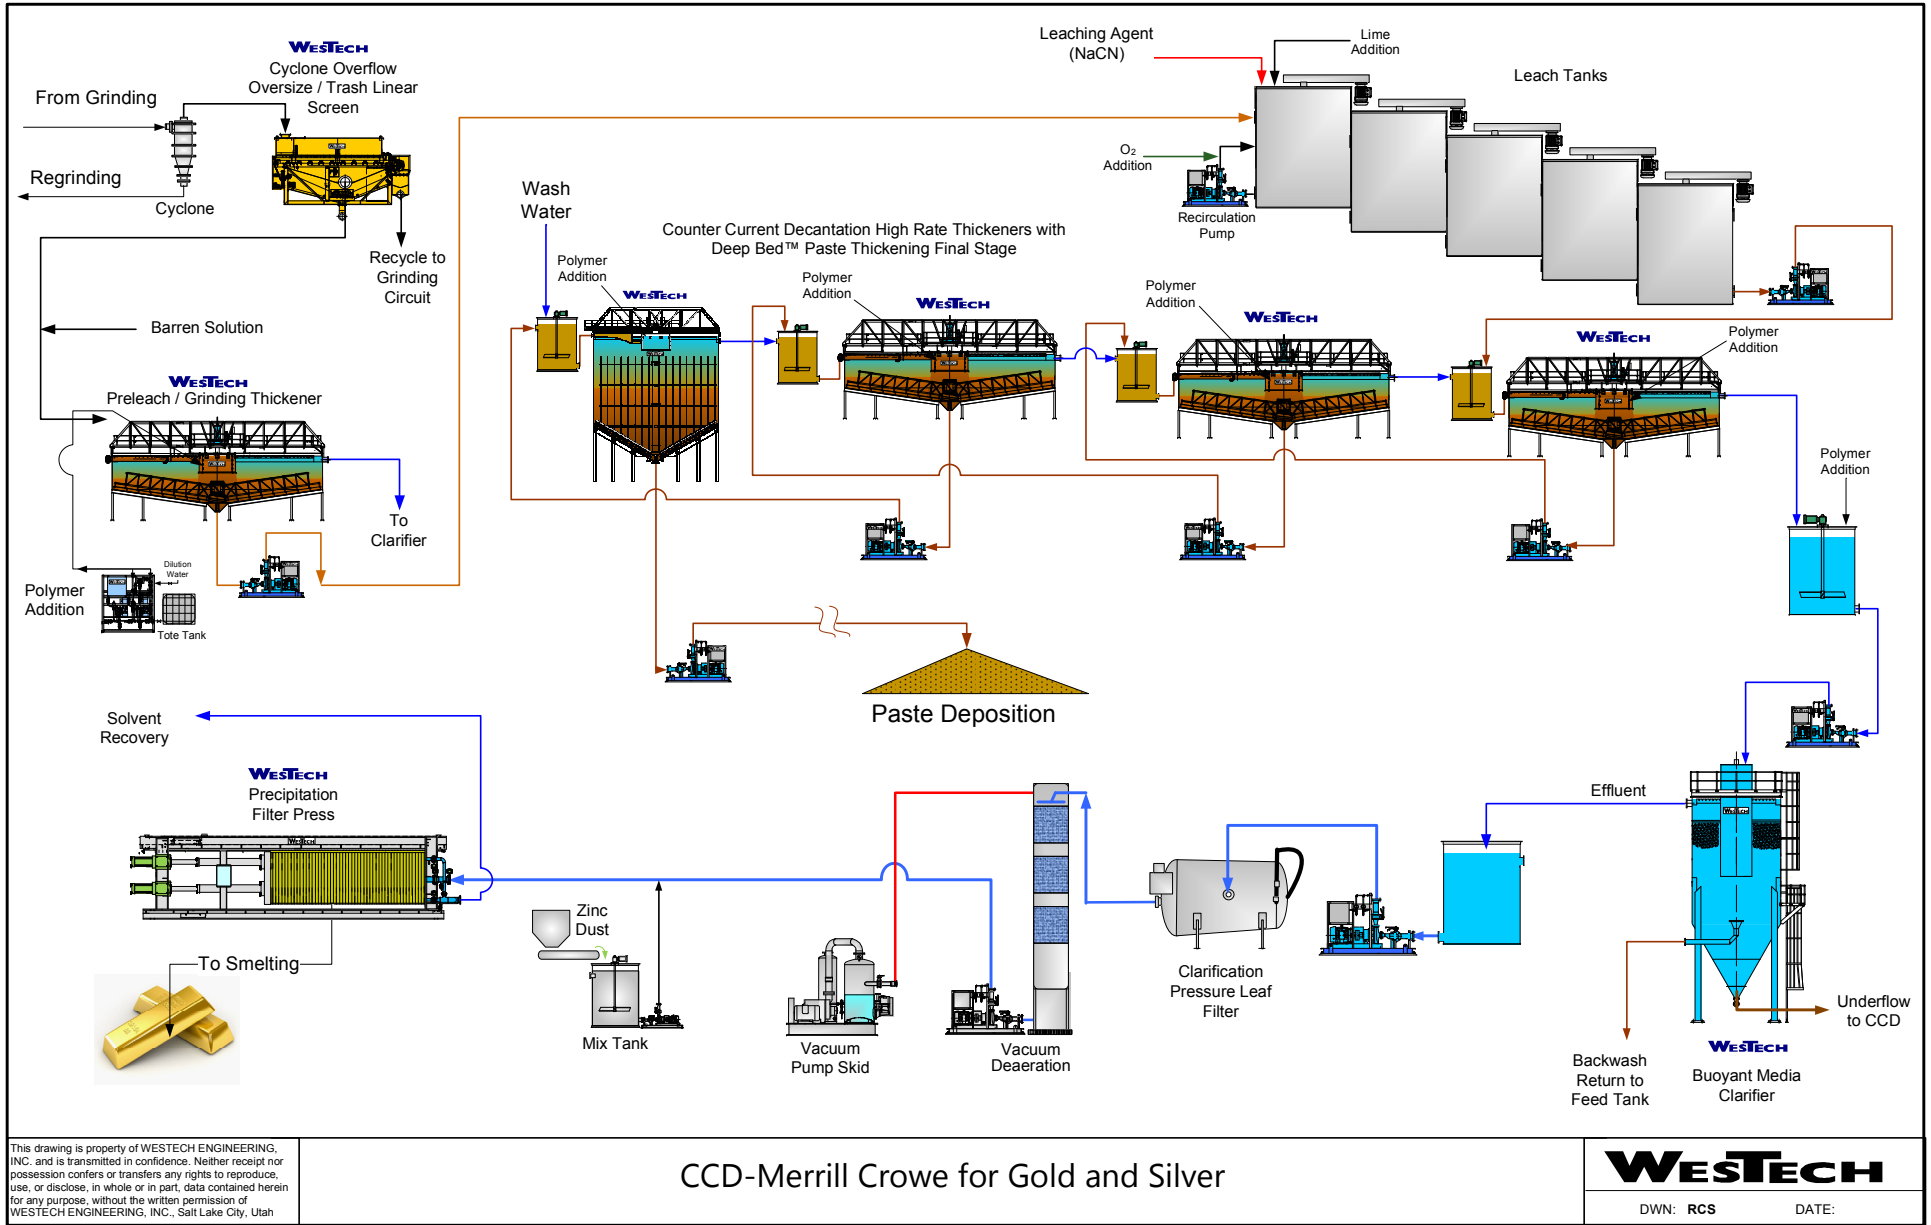 WESTECH
Cyclone Overflow
Oversize / Trash Linear
Screen
From Grinding
Regrinding
Cyclone
Recycle to
Grinding
Circuit
Barren Solution
WESTECH
Preleach / Grinding Thickener
To
Clarifier
Polymer
Addition
Dilution
Water
Tote Tank
Wash
Water
Counter Current Decantation High Rate Thickeners with
Deep Bed™ Paste Thickening Final Stage
Polymer
Addition
WESTECH
Polymer
Addition
WESTECH
Polymer
Addition
WESTECH
Polymer
Addition
WESTECH
Leaching Agent
(NaCN)
Lime
Addition
Leach Tanks
O2
Addition
Recirculation
Pump
Polymer
Addition
Paste Deposition
Solvent
Recovery
WESTECH
Precipitation
Filter Press
WESTECH
To Smelting
Zinc
Dust
Mix Tank
Vacuum
Pump Skid
Vacuum
Deaeration
Clarification
Pressure Leaf
Filter
Effluent
Underflow
to CCD
Backwash
Return to
Feed Tank
WESTECH
Buoyant Media
Clarifier
This drawing is property of WESTECH ENGINEERING,
INC. and is transmitted in confidence. Neither receipt nor
possession confers or transfers any rights to reproduce,
use, or disclose, in whole or in part, data contained herein
for any purpose, without the written permission of
WESTECH ENGINEERING, INC., Salt Lake City, Utah
CCD-Merrill Crowe for Gold and Silver
WESTECH
DWN: RCS DATE: